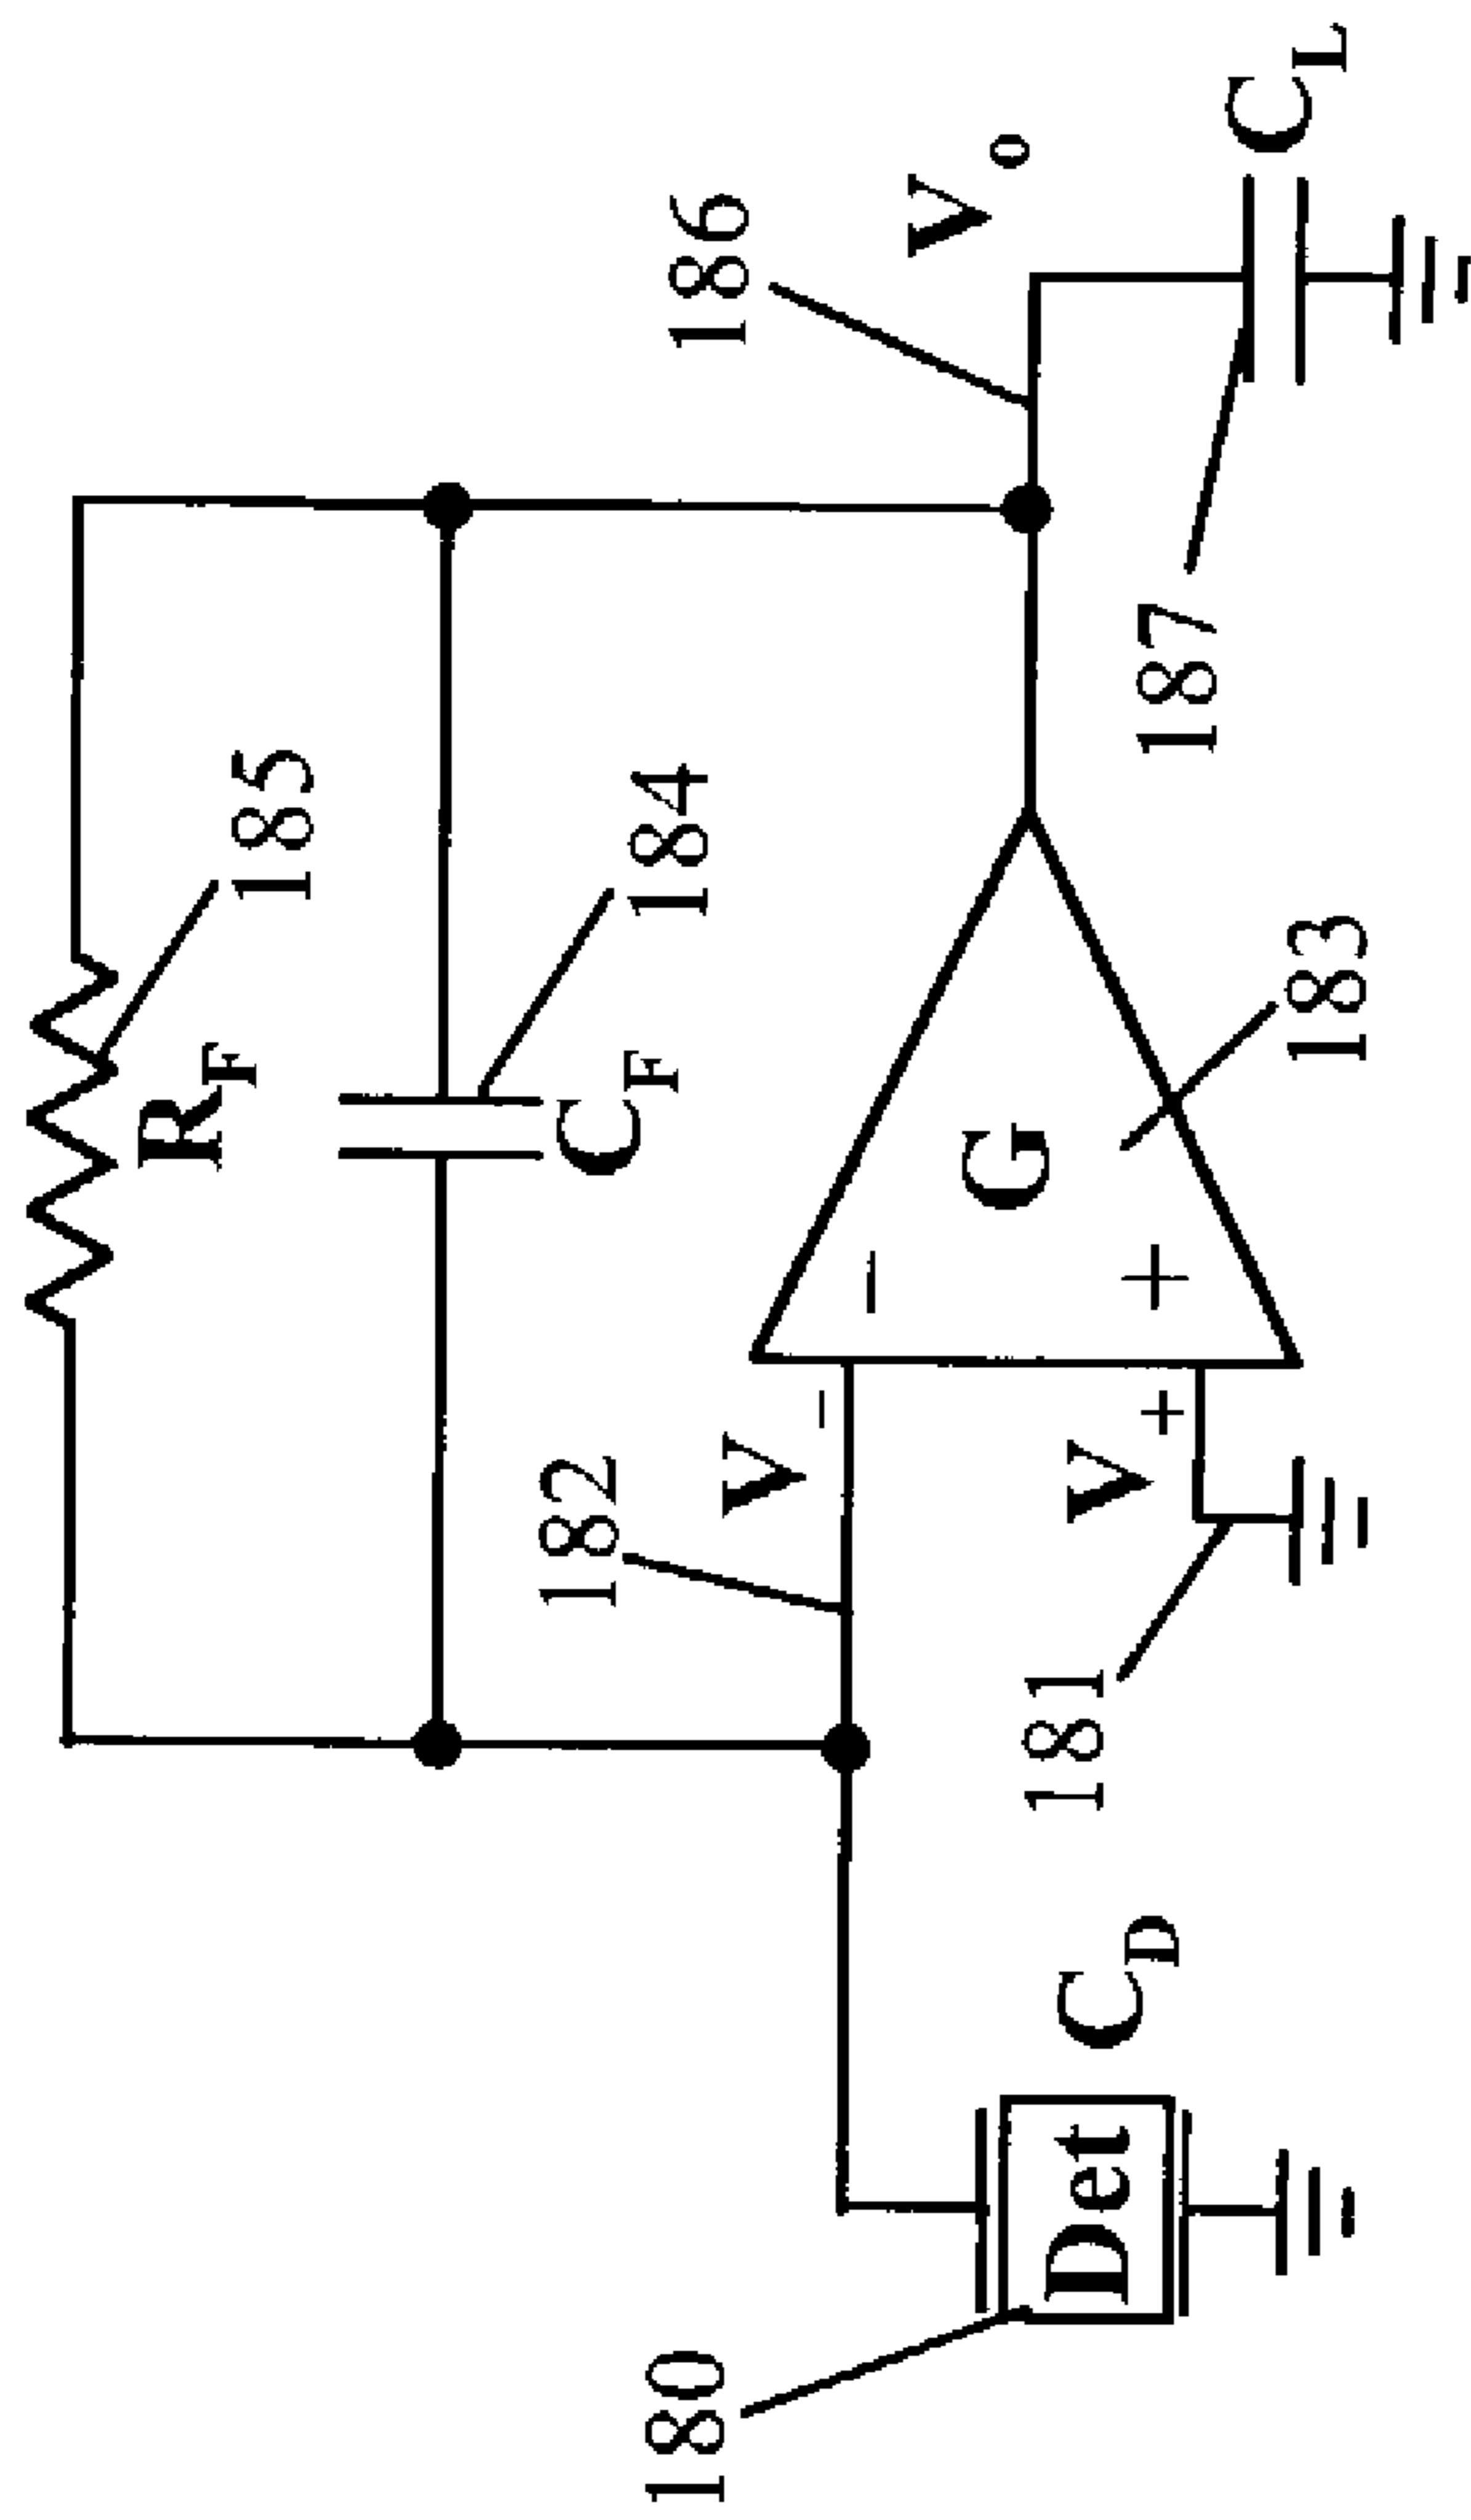 R_F
185
C_F
184
186
V_o
182
V_-
-
G
+
V_+
183
181
187
C_L
180
Det
C_D